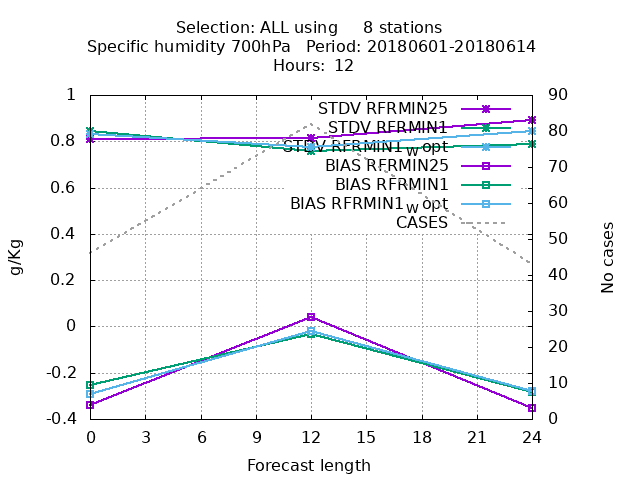 Selection: ALL using     8 stations
Specific humidity 700hPa   Period: 20180601-20180614
Hours: 12
1
0.8
0.6
0.4
0.2
0
-0.2
-0.4
g/Kg
STDV RFRMIN25
STDV RFRMIN1
STDV RFRMIN1_w opt
BIAS RFRMIN25
BIAS RFRMIN1
BIAS RFRMIN1_w opt
CASES
90
80
70
60
50
40
30
20
10
0
No cases
0 3 6 9 12 15 18 21 24
Forecast length